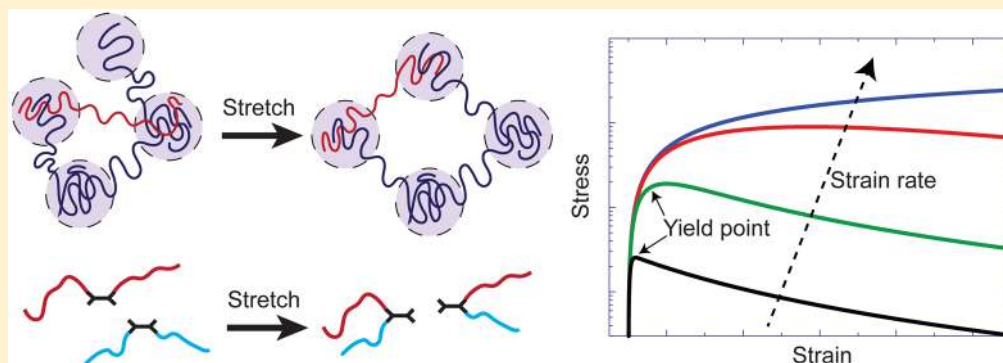 Stretch
Stretch
Stress
Strain rate
Yield point
Strain